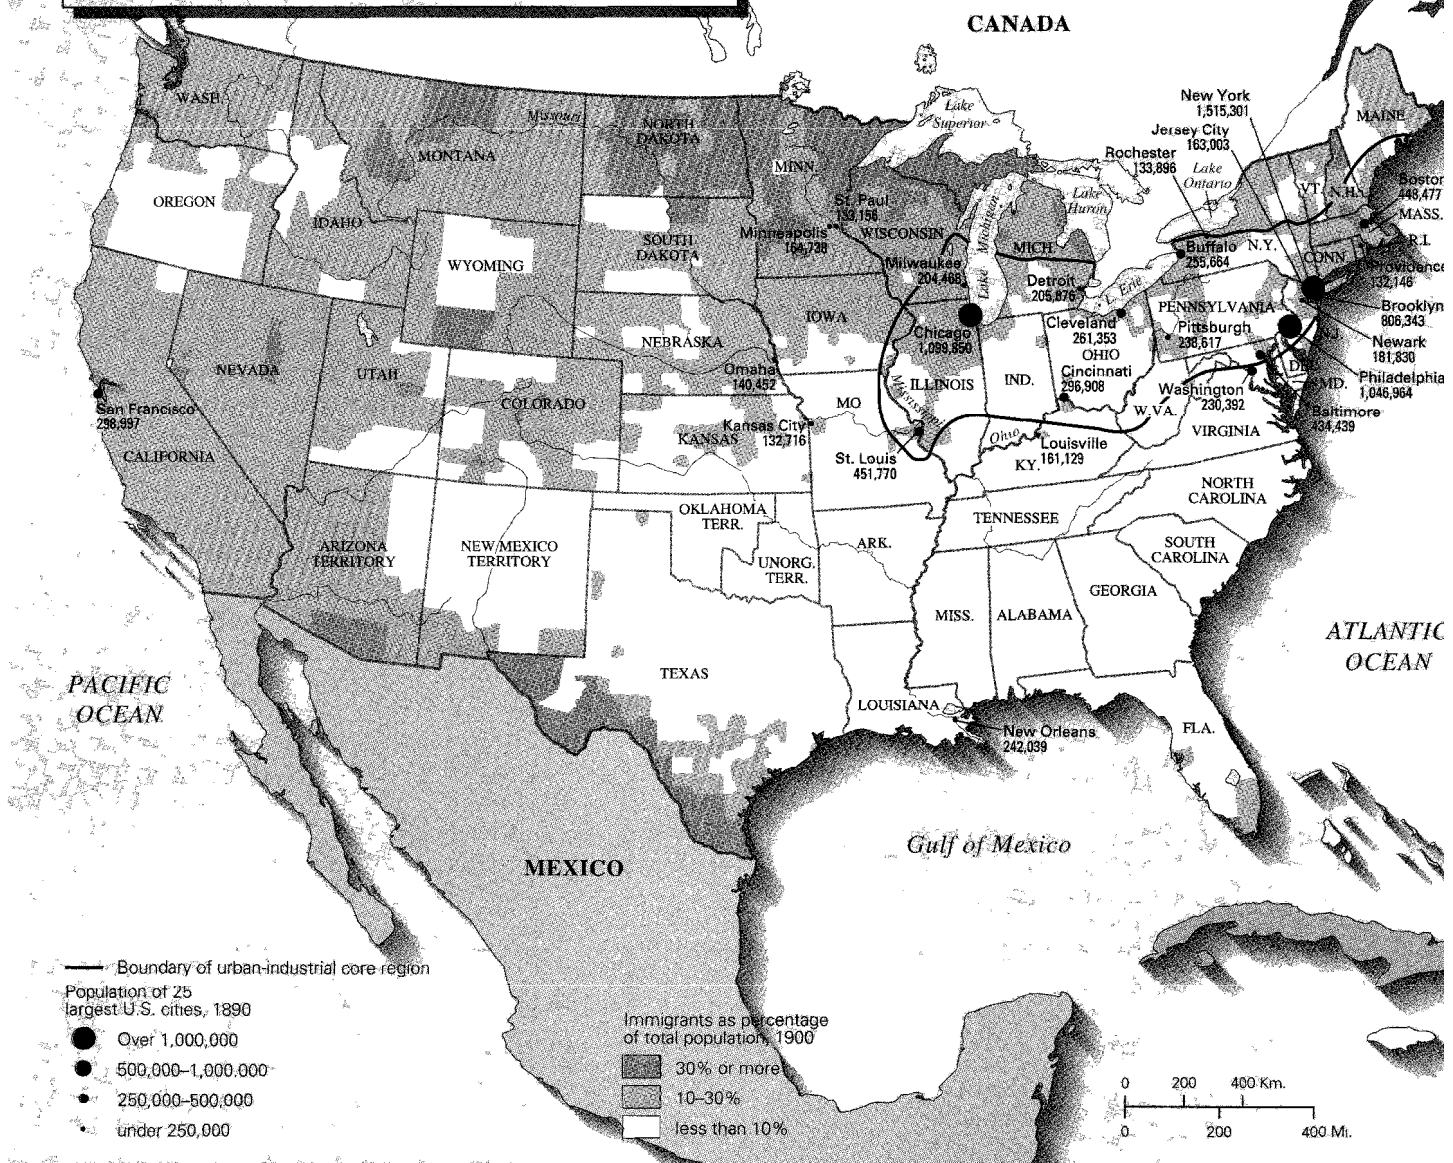 CANADA
New York
1,515,301
Jersey City
163,003
Rochester
133,896
Lake
Superior
Lake
Ontario
Lake
Huron
Lake Michigan
L. Erie
MAINE
VT.
N.H.
Boston
448,477
MASS.
R.I.
CONN
Providence
132,146
N.Y.
Buffalo
255,664
Brooklyn
806,343
Newark
181,830
N.J.
Philadelphia
1,046,964
PENNSYLVANIA
Pittsburgh
238,617
DEL.
MD.
Baltimore
434,439
Washington
230,392
W.VA.
VIRGINIA
WASH.
OREGON
IDAHO
MONTANA
Missouri
NORTH
DAKOTA
MINN.
St. Paul
133,156
Minneapolis
164,738
WISCONSIN
Milwaukee
204,468
MICH.
Detroit
205,876
Cleveland
261,353
OHIO
Cincinnati
296,908
WYOMING
SOUTH
DAKOTA
IOWA
NEBRASKA
Omaha
140,452
Chicago
1,099,850
ILLINOIS
IND.
Mississippi
Ohio
Louisville
161,129
KY.
San Francisco
298,997
NEVADA
UTAH
COLORADO
CALIFORNIA
KANSAS
Kansas City
132,716
MO
St. Louis
451,770
NORTH
CAROLINA
TENNESSEE
SOUTH
CAROLINA
ARIZONA
TERRITORY
NEW MEXICO
TERRITORY
OKLAHOMA
TERR.
UNORG.
TERR.
ARK.
MISS.
ALABAMA
GEORGIA
TEXAS
LOUISIANA
New Orleans
242,039
FLA.
ATLANTIC
OCEAN
PACIFIC
OCEAN
Gulf of Mexico
MEXICO
Boundary of urban-industrial core region
Population of 25
largest U.S. cities, 1890
Over 1,000,000
500,000–1,000.000
250,000–500,000
under 250,000
Immigrants as percentage
of total population, 1900
30% or more
10–30%
less than 10%
0 200 400 Km.
0 200 400 Mi.